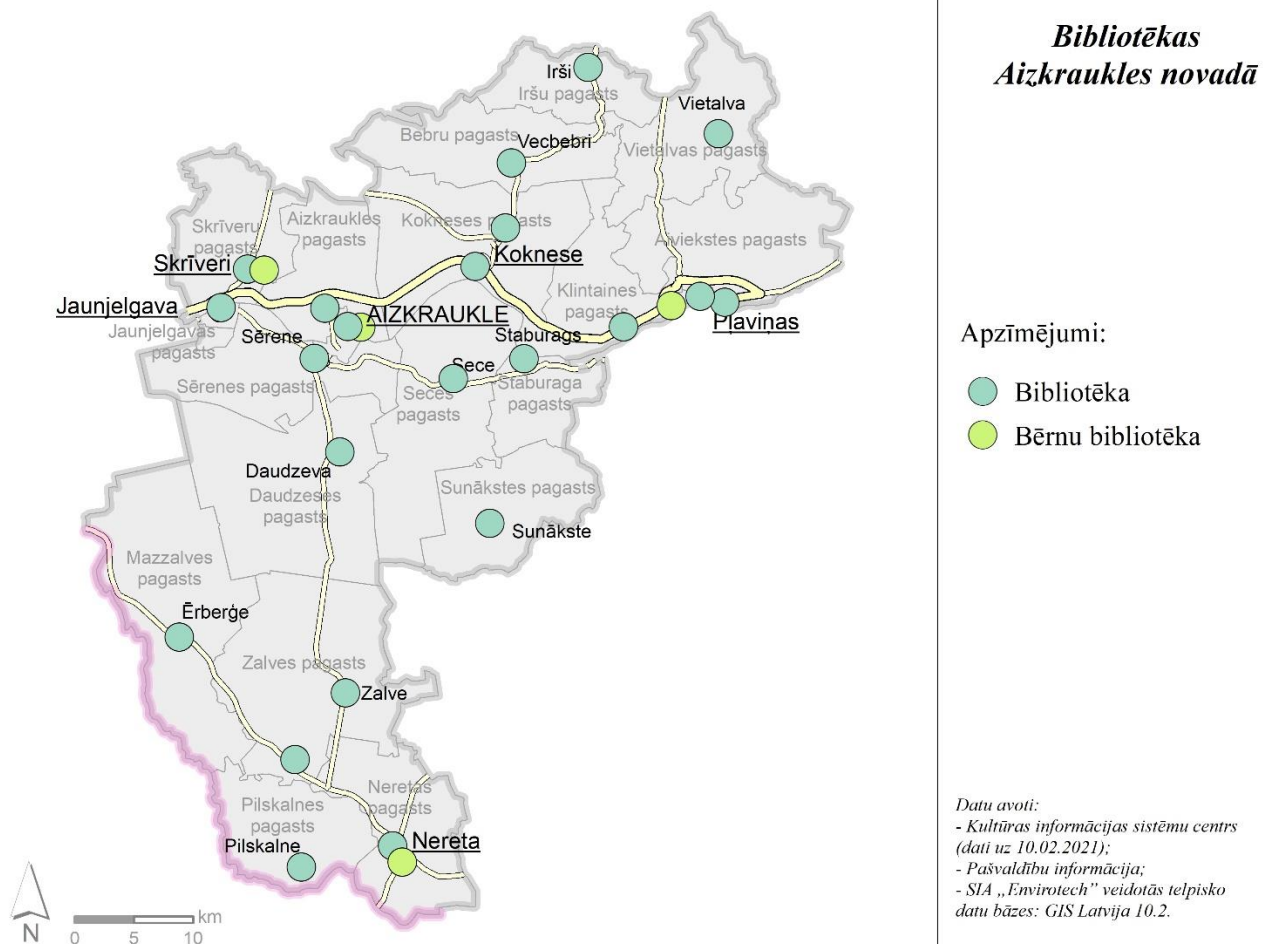 Bibliotēkas
Aizkraukles novadā
Irši
Iršu pagasts
Vietalva
Bebru pagasts
Vecbebri
Vietalvas pagasts
Skrīveru
pagasts
Aizkraukles
pagasts
Kokneses pagasts
Aiviekstes pagasts
Skrīveri
Koknese
Jaunjelgava
Klintaines
pagasts
AIZKRAUKLE
Pļaviņas
Jaunjelgavas
pagasts
Sērene
Staburags
Sece
Sērenes pagasts
Seces
pagasts
Staburaga
pagasts
Daudzeva
Daudzeses
pagasts
Sunākstes pagasts
Sunākste
Mazzalves
pagasts
Ērberģe
Zalves pagasts
Zalve
Neretas
pagasts
Pilskalnes
pagasts
Pilskalne
Nereta
N
km
0 5 10
Apzīmējumi:
Bibliotēka
Bērnu bibliotēka
Datu avoti:
- Kultūras informācijas sistēmu centrs
(dati uz 10.02.2021);
- Pašvaldību informācija;
- SIA „Envirotech” veidotās telpisko
datu bāzes: GIS Latvija 10.2.